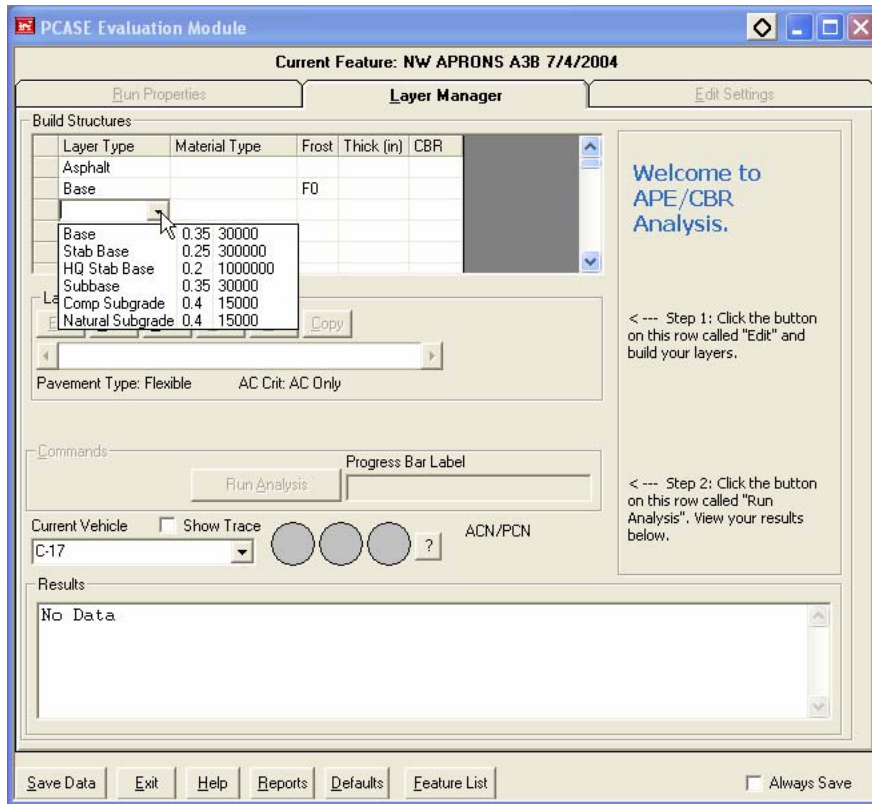 PCASE Evaluation Module
Current Feature: NW APRONS A3B 7/4/2004
Run Properties Layer Manager Edit Settings
Build Structures
Layer Type Material Type Frost Thick (in) CBR
Asphalt
Base F0
Base 0.35 30000
Stab Base 0.25 300000
HQ Stab Base 0.2 1000000
Subbase 0.35 30000
Comp Subgrade 0.4 15000
Natural Subgrade 0.4 15000
Copy
Pavement Type: Flexible AC Crit: AC Only
Welcome to
APE/CBR
Analysis.
< --- Step 1: Click the button
on this row called "Edit" and
build your layers.
Commands
Progress Bar Label
Run Analysis
< --- Step 2: Click the button
on this row called "Run
Analysis". View your results
below.
Current Vehicle Show Trace
C-17 ? ACN/PCN
Results
No Data
Save Data Exit Help Reports Defaults Feature List Always Save